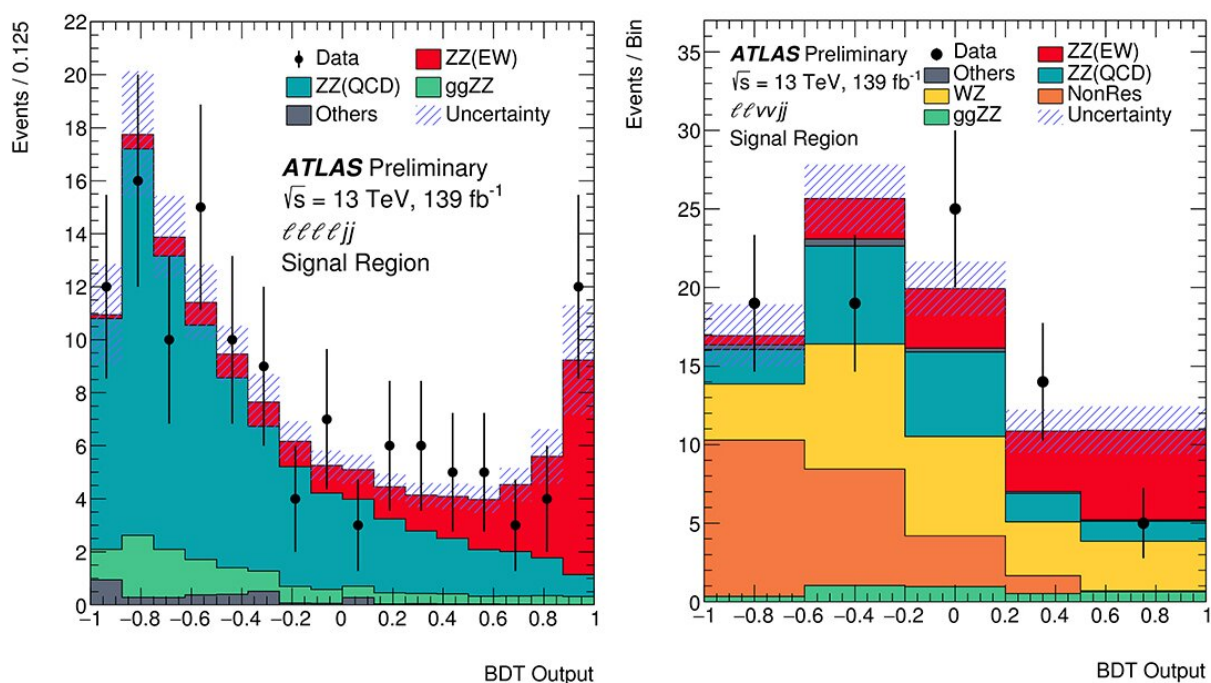 Events / 0.125
22
20
18
16
14
12
10
8
6
4
2
0
Data
ZZ(EW)
ZZ(QCD)
ggZZ
Others
Uncertainty
ATLAS Preliminary
√s = 13 TeV, 139 fb⁻¹
ℓℓℓℓjj
Signal Region
−1 −0.8 −0.6 −0.4 −0.2 0 0.2 0.4 0.6 0.8 1
BDT Output
Events / Bin
35
30
25
20
15
10
5
0
ATLAS Preliminary
√s = 13 TeV, 139 fb⁻¹
ℓℓννjj
Signal Region
Data
ZZ(EW)
Others
ZZ(QCD)
WZ
NonRes
ggZZ
Uncertainty
−1 −0.8 −0.6 −0.4 −0.2 0 0.2 0.4 0.6 0.8 1
BDT Output